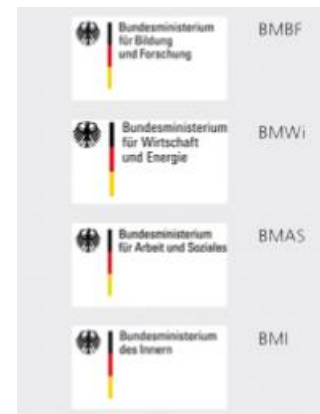 Bundesministerium
für Bildung
und Forschung
BMBF
Bundesministerium
für Wirtschaft
und Energie
BMWi
Bundesministerium
für Arbeit und Soziales
BMAS
Bundesministerium
des Innern
BMI